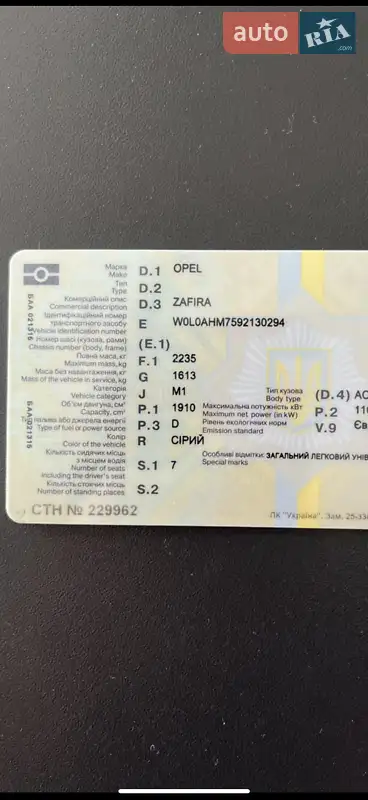 auto RIA.com
Марка
Make D.1 OPEL
Тип
Type D.2
Комерційний опис
Commercial description D.3 ZAFIRA
Ідентифікаційний номер
транспортного засобу
Vehicle identification number E W0L0AHM7592130294
Номер шасі (кузова, рами)
Chassis number (body, frame) (E.1)
Повна маса, кг
Maximum mass, kg F.1 2235
Маса без навантаження, кг
Mass of the vehicle in service, kg G 1613
Категорія
Vehicle category J M1
Тип кузова
Body type (D.4)
Об'єм двигуна, см³
Capacity, cm³ P.1 1910
Максимальна потужність кВт
Maximum net power (in kW) P.2
Тип пального або джерела енергії
Type of fuel or power source P.3 D
Рівень екологічних норм
Emission standard V.9
Колір
Color of the vehicle R СІРИЙ
Кількість сидячих місць
з місцем водія
Number of seats
including the driver's seat S.1 7
Особливі відмітки: ЗАГАЛЬНИЙ ЛЕГКОВИЙ
Special marks
Кількість стоячих місць
Number of standing places S.2
БАА 021316
БАА 021316
СТН № 229962
ПК "Україна". Зам.